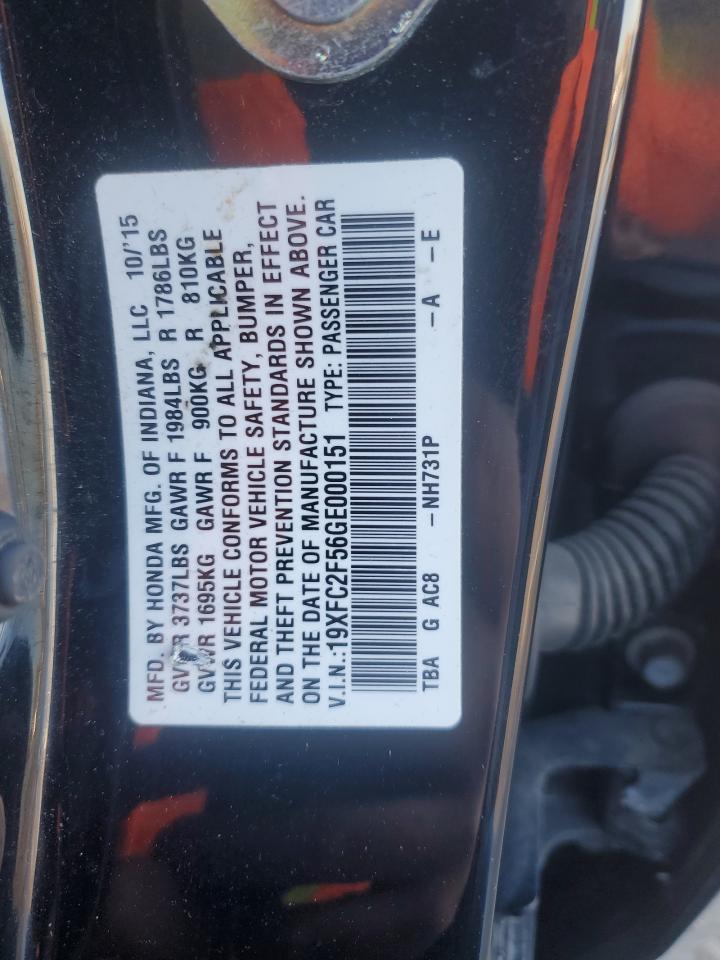 MFD. BY HONDA MFG. OF INDIANA, LLC 10/'15
GVWR 3737LBS GAWR F 1984LBS R 1786LBS
GVWR 1695KG GAWR F 900KG R 810KG
THIS VEHICLE CONFORMS TO ALL APPLICABLE
FEDERAL MOTOR VEHICLE SAFETY, BUMPER,
AND THEFT PREVENTION STANDARDS IN EFFECT
ON THE DATE OF MANUFACTURE SHOWN ABOVE.
V.I.N.:19XFC2F56GE000151 TYPE: PASSENGER CAR
TBA G AC8 -NH731P -A -E